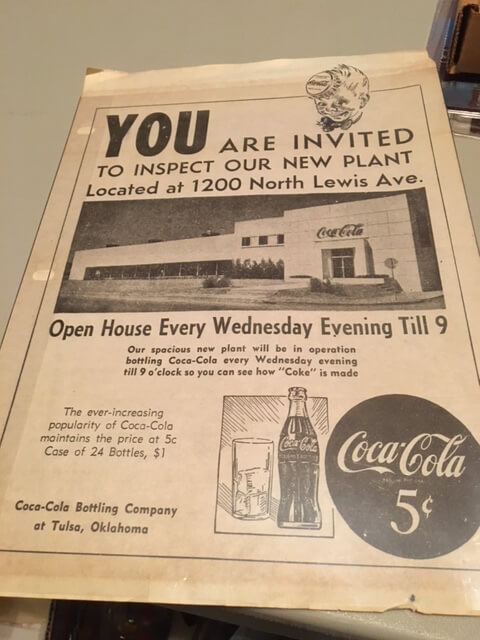 YOU ARE INVITED
TO INSPECT OUR NEW PLANT
Located at 1200 North Lewis Ave.
Coca-Cola
Open House Every Wednesday Evening Till 9
Our spacious new plant will be in operation
bottling Coca-Cola every Wednesday evening
till 9 o'clock so you can see how "Coke" is made
The ever-increasing
popularity of Coca-Cola
maintains the price at 5c
Case of 24 Bottles, $1
Coca-Cola Bottling Company
at Tulsa, Oklahoma
Coca-Cola
Coca-Cola
5¢